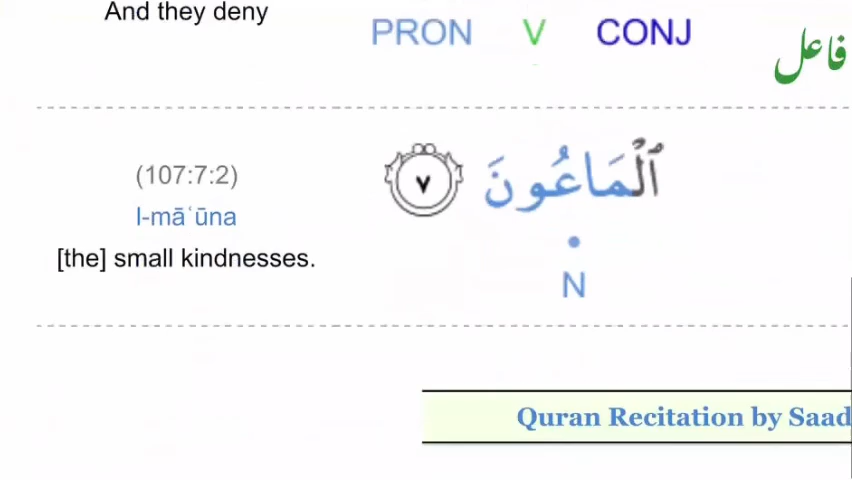 And they deny
PRON V CONJ
فاعل
(107:7:2)
l-māʿūna
[the] small kindnesses.
ٱلْمَاعُونَ ٧
N
Quran Recitation by Saad